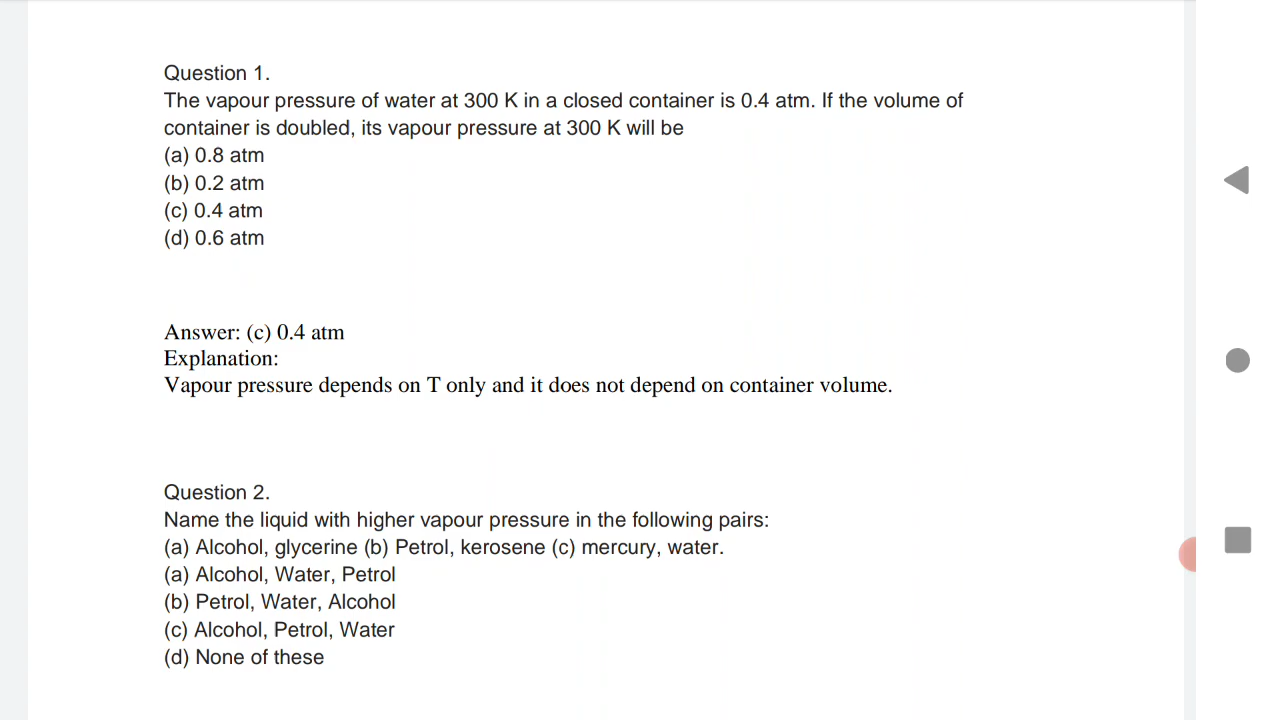 Question 1.
The vapour pressure of water at 300 K in a closed container is 0.4 atm. If the volume of
container is doubled, its vapour pressure at 300 K will be
(a) 0.8 atm
(b) 0.2 atm
(c) 0.4 atm
(d) 0.6 atm
Answer: (c) 0.4 atm
Explanation:
Vapour pressure depends on T only and it does not depend on container volume.
Question 2.
Name the liquid with higher vapour pressure in the following pairs:
(a) Alcohol, glycerine (b) Petrol, kerosene (c) mercury, water.
(a) Alcohol, Water, Petrol
(b) Petrol, Water, Alcohol
(c) Alcohol, Petrol, Water
(d) None of these